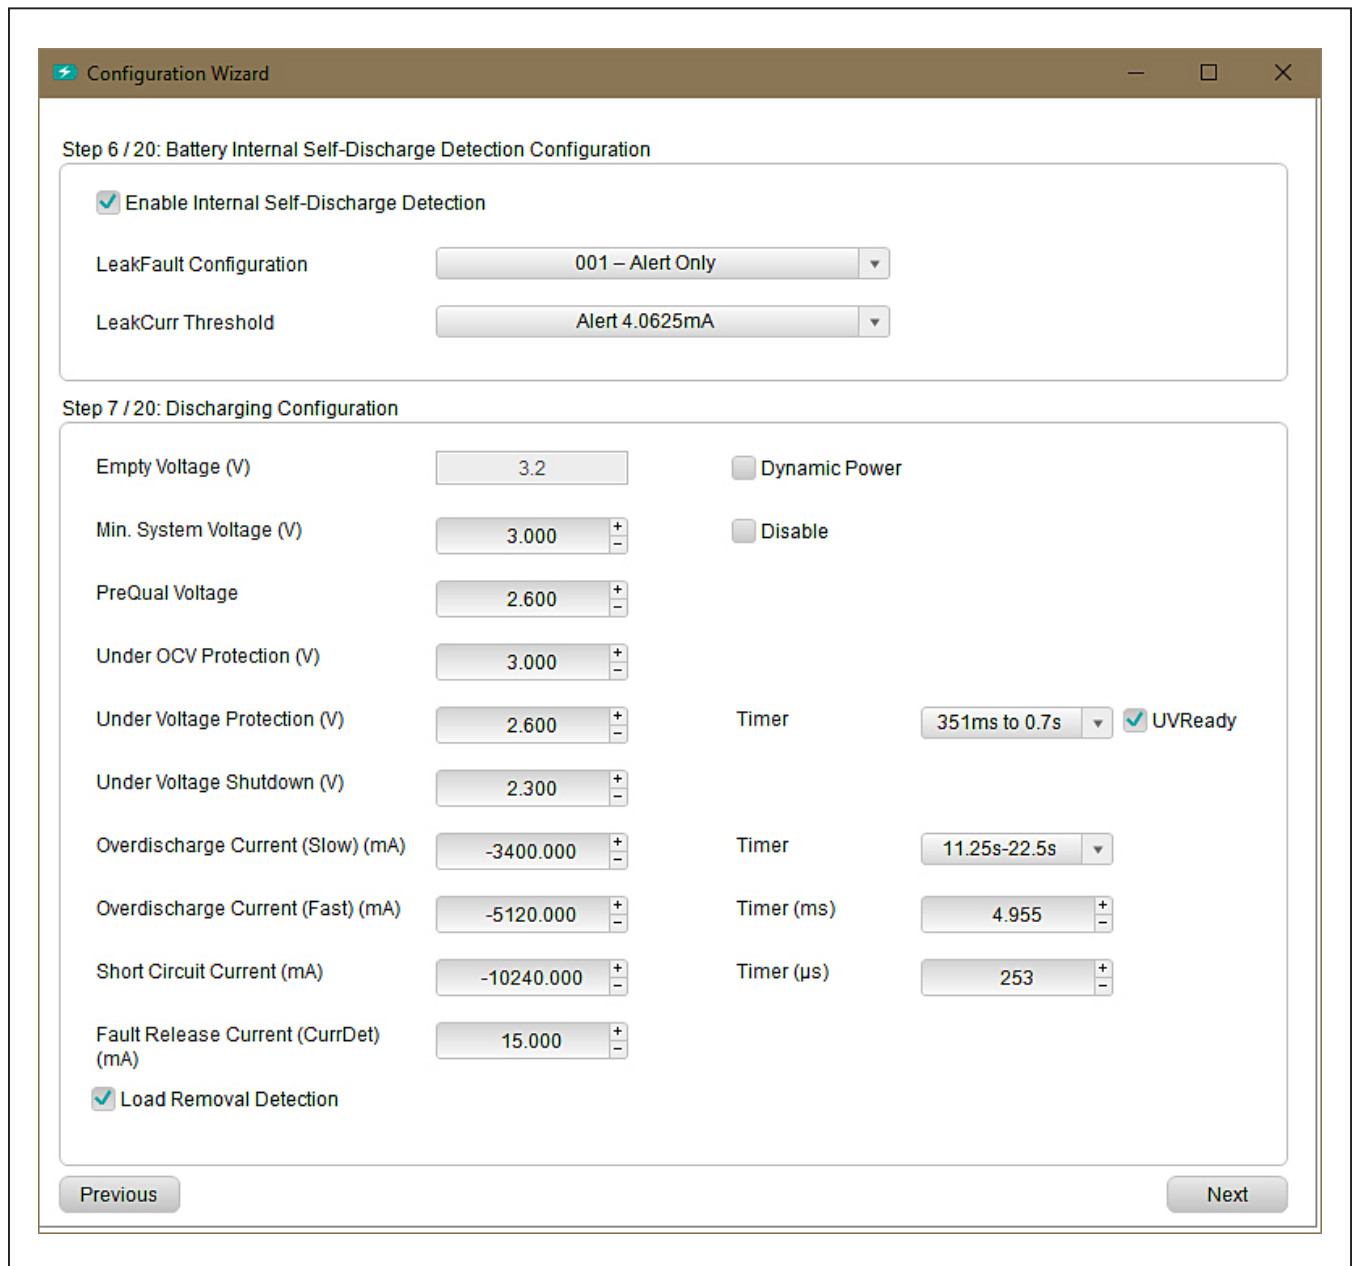 Configuration Wizard
Step 6 / 20: Battery Internal Self-Discharge Detection Configuration
Enable Internal Self-Discharge Detection
LeakFault Configuration 001 – Alert Only
LeakCurr Threshold Alert 4.0625mA
Step 7 / 20: Discharging Configuration
Empty Voltage (V) 3.2 Dynamic Power
Min. System Voltage (V) 3.000 Disable
PreQual Voltage 2.600
Under OCV Protection (V) 3.000
Under Voltage Protection (V) 2.600 Timer 351ms to 0.7s UVReady
Under Voltage Shutdown (V) 2.300
Overdischarge Current (Slow) (mA) -3400.000 Timer 11.25s-22.5s
Overdischarge Current (Fast) (mA) -5120.000 Timer (ms) 4.955
Short Circuit Current (mA) -10240.000 Timer (µs) 253
Fault Release Current (CurrDet) 15.000
(mA)
Load Removal Detection
Previous Next